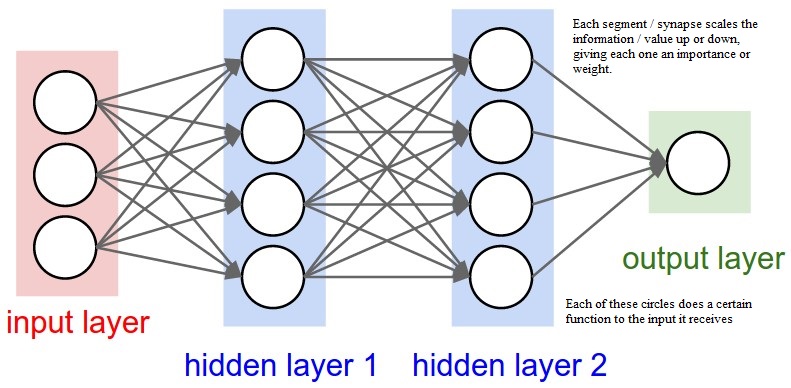 Each segment / synapse scales the
information / value up or down,
giving each one an importance or
weight.
output layer
Each of these circles does a certain
function to the input it receives
input layer
hidden layer 1
hidden layer 2